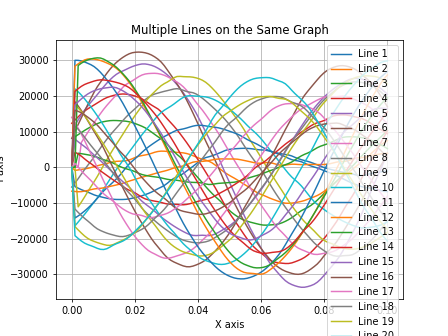 Multiple Lines on the Same Graph
30000
20000
10000
0
−10000
−20000
−30000
0.00
0.02
0.04
0.06
X axis
Line 1
Line 2
Line 3
Line 4
Line 5
Line 6
Line 7
Line 8
Line 9
Line 10
Line 11
Line 12
Line 13
Line 14
Line 15
Line 16
Line 17
Line 18
Line 19
Line 20